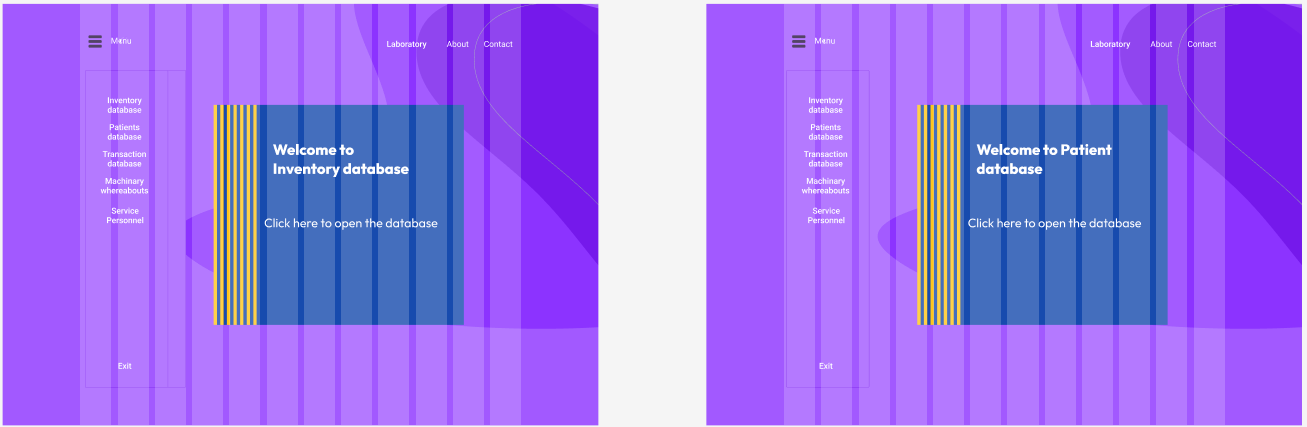 Menu
Laboratory About Contact
Inventory
database
Patients
database
Transaction
database
Machinary
whereabouts
Service
Personnel
Exit
Welcome to
Inventory database
Click here to open the database
Menu
Laboratory About Contact
Inventory
database
Patients
database
Transaction
database
Machinary
whereabouts
Service
Personnel
Exit
Welcome to Patient
database
Click here to open the database